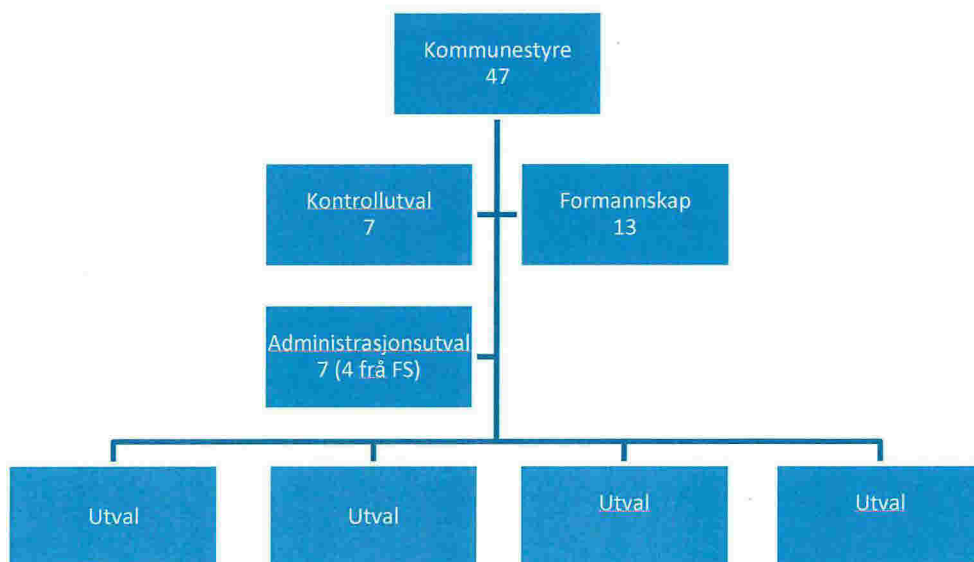 Kommunestyre
47
Kontrollutval
7
Formannskap
13
Administrasjonsutval
7 (4 frå FS)
Utval
Utval
Utval
Utval